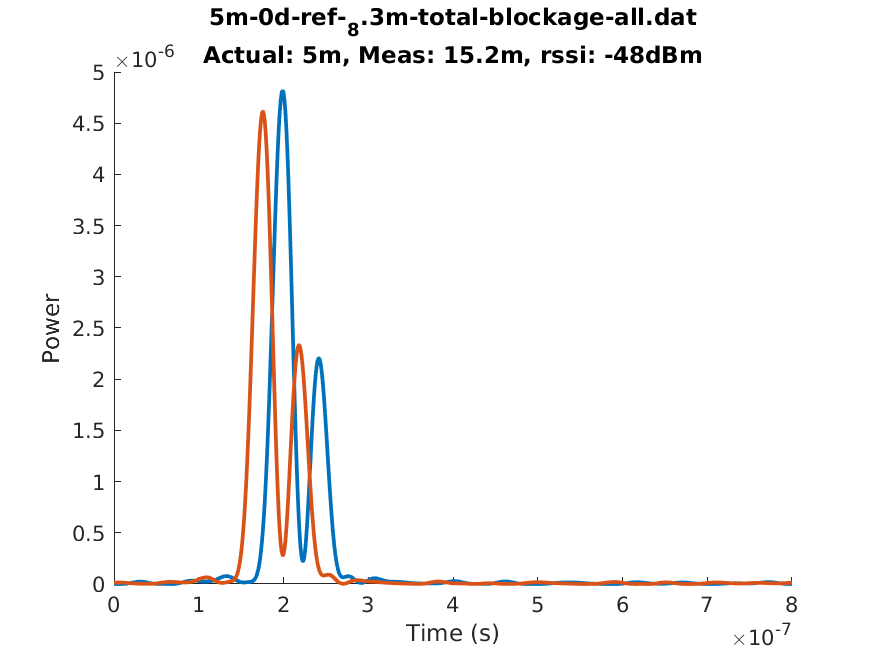 5m-0d-ref-₈.3m-total-blockage-all.dat
Actual: 5m, Meas: 15.2m, rssi: -48dBm
×10⁻⁶
5
4.5
4
3.5
3
2.5
2
1.5
1
0.5
0
Power
0 1 2 3 4 5 6 7 8
Time (s)
×10⁻⁷